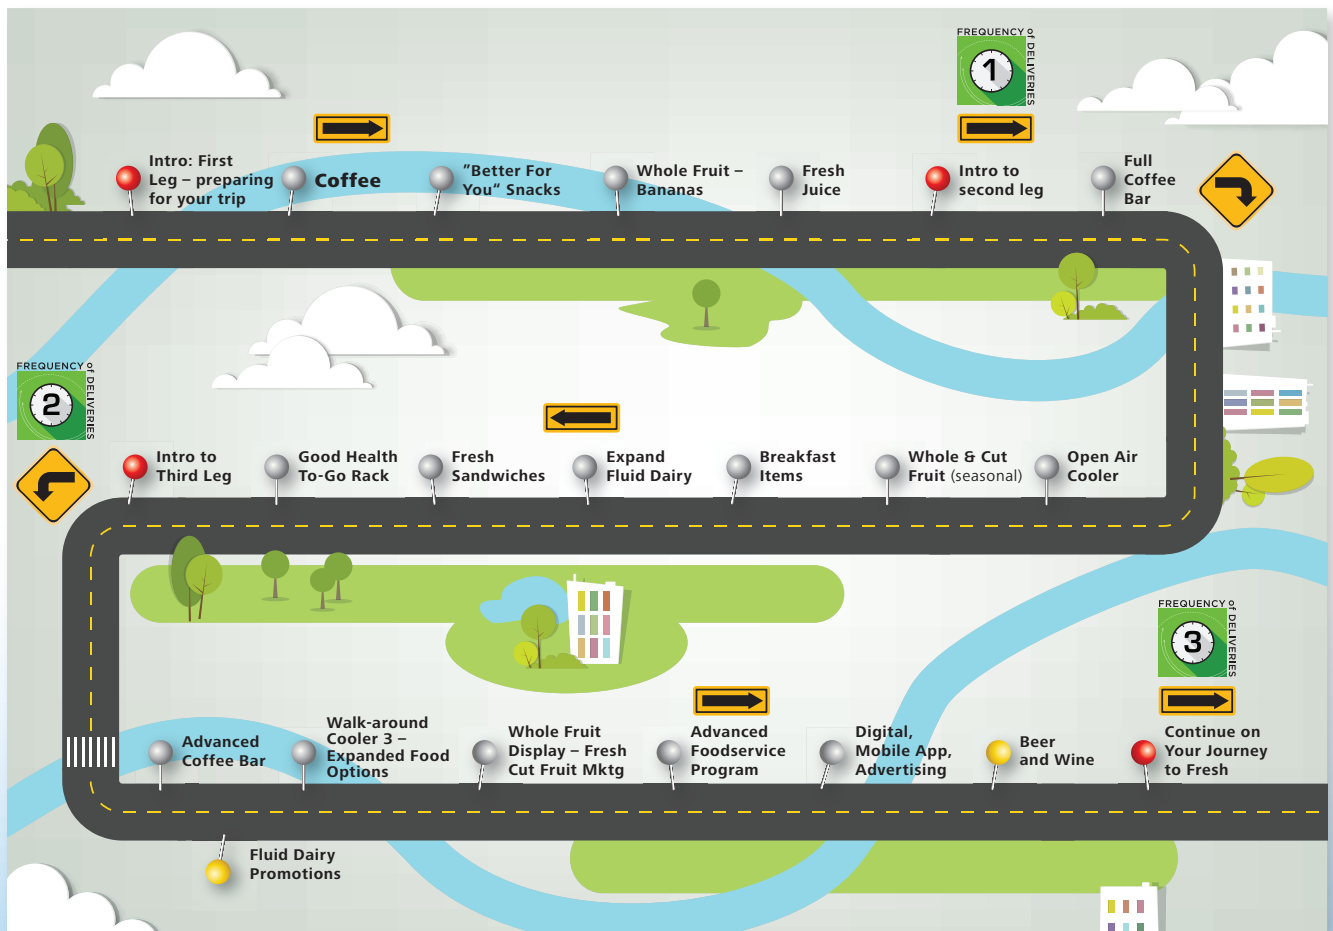 FREQUENCY of DELIVERIES
1
Intro: First
Leg – preparing
for your trip
Coffee
”Better For
You“ Snacks
Whole Fruit –
Bananas
Fresh
Juice
Intro to
second leg
Full
Coffee
Bar
FREQUENCY of DELIVERIES
2
Intro to
Third Leg
Good Health
To-Go Rack
Fresh
Sandwiches
Expand
Fluid Dairy
Breakfast
Items
Whole & Cut
Fruit (seasonal)
Open Air
Cooler
FREQUENCY of DELIVERIES
3
Advanced
Coffee Bar
Walk-around
Cooler 3 –
Expanded Food
Options
Whole Fruit
Display – Fresh
Cut Fruit Mktg
Advanced
Foodservice
Program
Digital,
Mobile App,
Advertising
Beer
and Wine
Continue on
Your Journey
to Fresh
Fluid Dairy
Promotions